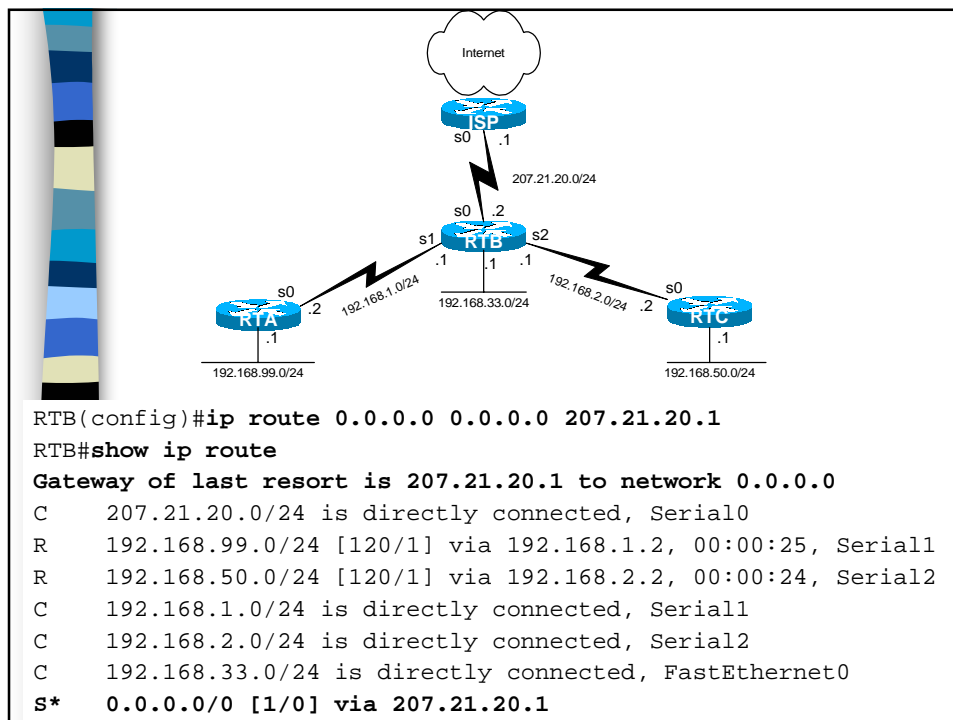 Internet
ISP
s0 .1
207.21.20.0/24
s0 .2
s1 RTB s2
.1 .1 .1
192.168.1.0/24
192.168.33.0/24
192.168.2.0/24
s0 .2
RTA
.1
192.168.99.0/24
.2 s0
RTC
.1
192.168.50.0/24
RTB(config)#ip route 0.0.0.0 0.0.0.0 207.21.20.1
RTB#show ip route
Gateway of last resort is 207.21.20.1 to network 0.0.0.0
C 207.21.20.0/24 is directly connected, Serial0
R 192.168.99.0/24 [120/1] via 192.168.1.2, 00:00:25, Serial1
R 192.168.50.0/24 [120/1] via 192.168.2.2, 00:00:24, Serial2
C 192.168.1.0/24 is directly connected, Serial1
C 192.168.2.0/24 is directly connected, Serial2
C 192.168.33.0/24 is directly connected, FastEthernet0
S* 0.0.0.0/0 [1/0] via 207.21.20.1